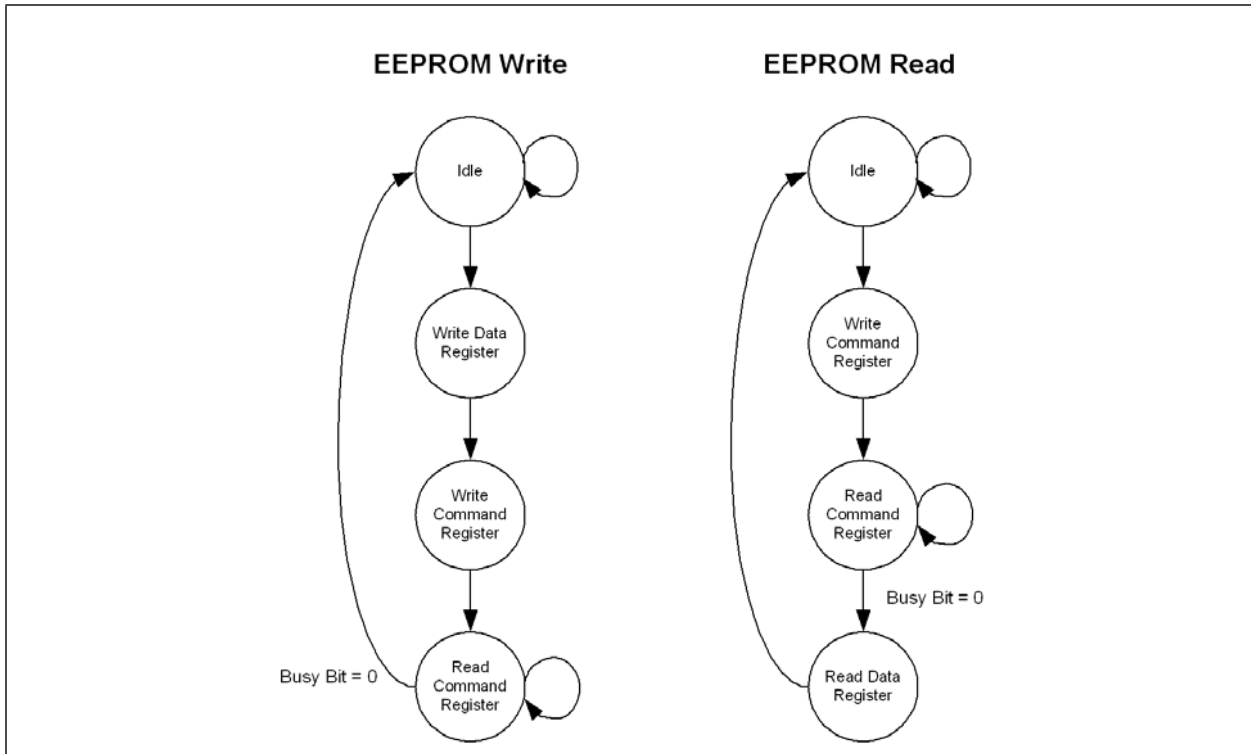 EEPROM Write
Idle
Write Data
Register
Write
Command
Register
Read
Command
Register
Busy Bit = 0
EEPROM Read
Idle
Write
Command
Register
Read
Command
Register
Busy Bit = 0
Read Data
Register